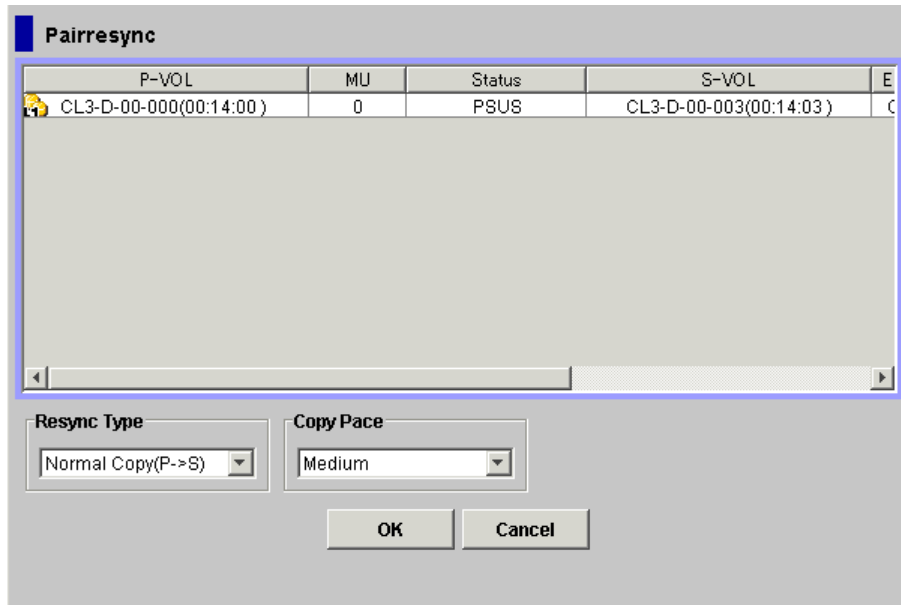 Pairresync
P-VOL MU Status S-VOL E
L1 CL3-D-00-000(00:14:00) 0 PSUS CL3-D-00-003(00:14:03)
Resync Type Copy Pace
Normal Copy(P->S) Medium
OK Cancel